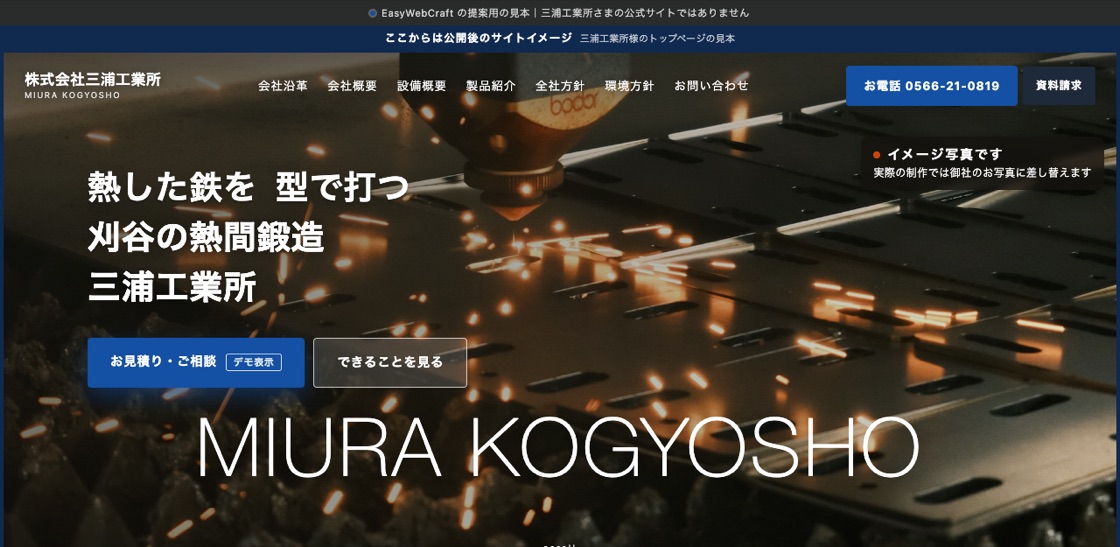 EasyWebCraft の提案用の見本｜三浦工業所さまの公式サイトではありません
ここからは公開後のサイトイメージ 三浦工業所様のトップページの見本
株式会社三浦工業所
MIURA KOGYOSHO
会社沿革 会社概要 設備概要 製品紹介 全社方針 環境方針 お問い合わせ
お電話 0566-21-0819
資料請求
bodor
イメージ写真です
実際の制作では御社のお写真に差し替えます
熱した鉄を 型で打つ
刈谷の熱間鍛造
三浦工業所
お見積り・ご相談 デモ表示
できることを見る
MIURA KOGYOSHO